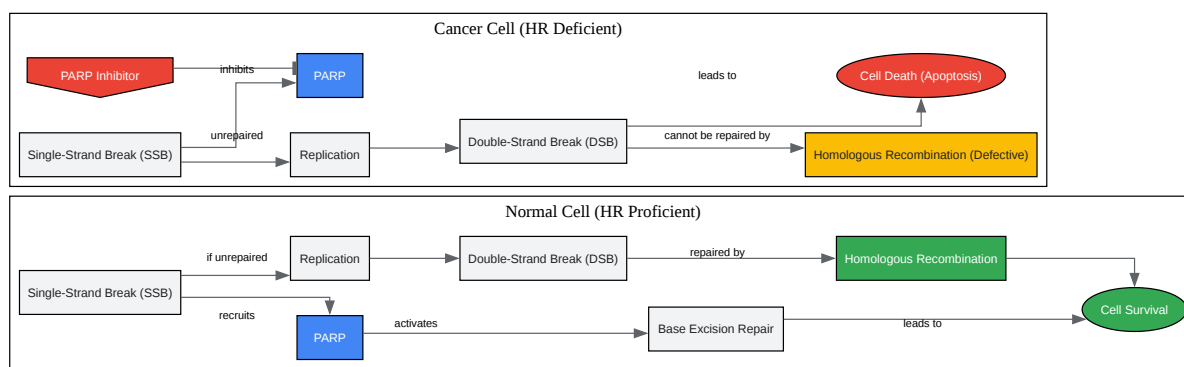 Cancer Cell (HR Deficient)
PARP Inhibitor
inhibits
PARP
leads to
Cell Death (Apoptosis)
Single-Strand Break (SSB)
unrepaired
Replication
Double-Strand Break (DSB)
cannot be repaired by
Homologous Recombination (Defective)
Normal Cell (HR Proficient)
Single-Strand Break (SSB)
if unrepaired
Replication
Double-Strand Break (DSB)
repaired by
Homologous Recombination
recruits
PARP
activates
Base Excision Repair
leads to
Cell Survival